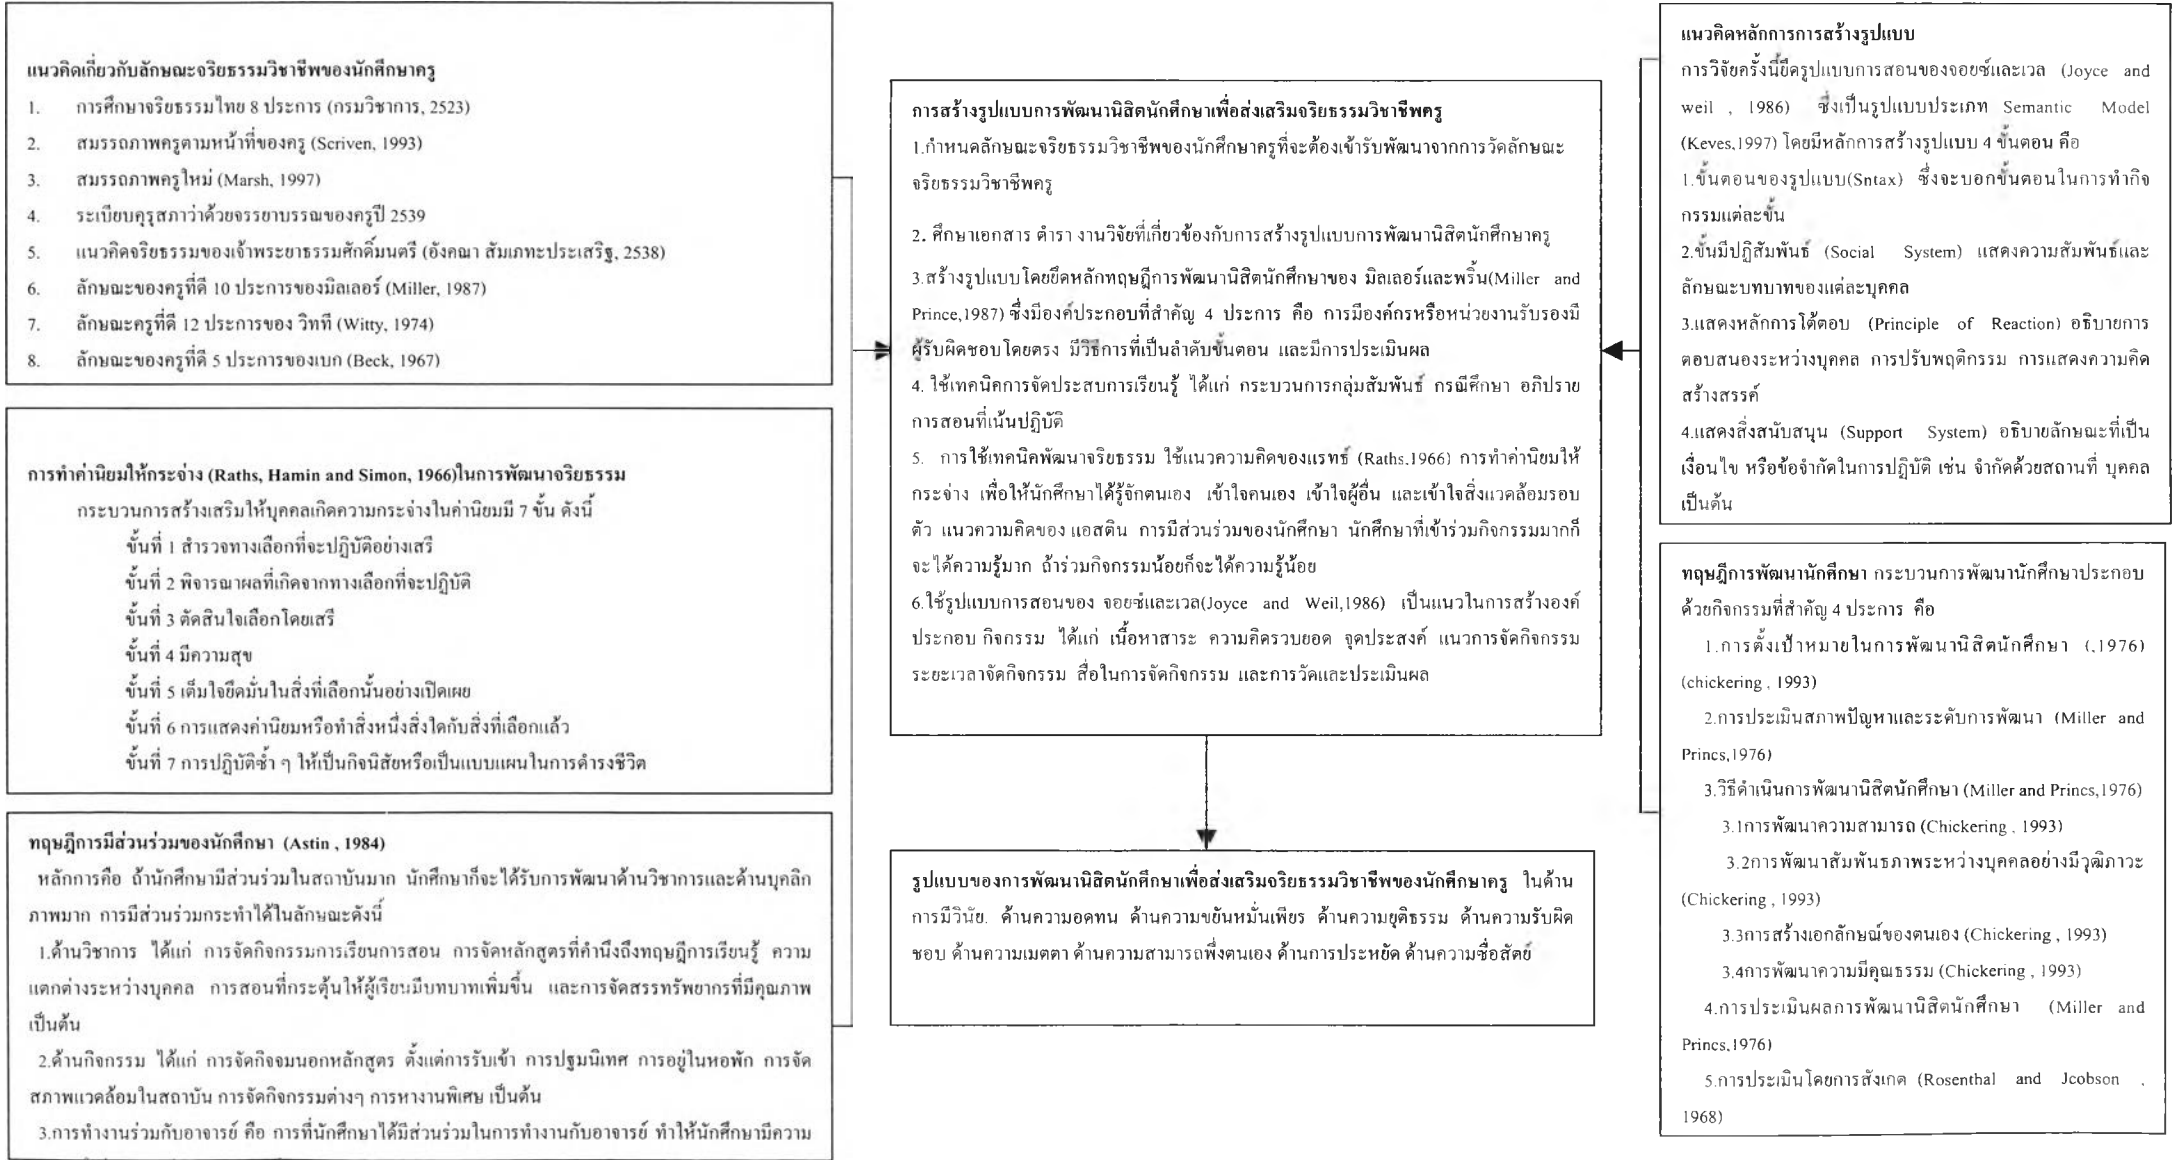 แนวคิดเกี่ยวกับลักษณะจริยธรรมวิชาชีพของนักศึกษาครู
1. การศึกษาจริยธรรมไทย 8 ประการ (กรมวิชาการ, 2523)
2. สมรรถภาพครูตามหน้าที่ของครู (Scriven, 1993)
3. สมรรถภาพครูใหม่ (Marsh, 1997)
4. ระเบียบคุรุสภาว่าด้วยจรรยาบรรณของครูปี 2539
5. แนวคิดจริยธรรมของเจ้าพระยาธรรมศักดิ์มนตรี (อังคณา สัมเภทะประเสริฐ, 2538)
6. ลักษณะของครูที่ดี 10 ประการของมิลเลอร์ (Miller, 1987)
7. ลักษณะครูที่ดี 12 ประการของ วิทที (Witty, 1974)
8. ลักษณะของครูที่ดี 5 ประการของเบก (Beck, 1967)
การทำค่านิยมให้กระจ่าง (Raths, Hamin and Simon, 1966)ในการพัฒนาจริยธรรม
กระบวนการสร้างเสริมให้บุคคลเกิดความกระจ่างในค่านิยมมี 7 ขั้น ดังนี้
ขั้นที่ 1 สำรวจทางเลือกที่จะปฏิบัติอย่างเสรี
ขั้นที่ 2 พิจารณาผลที่เกิดจากทางเลือกที่จะปฏิบัติ
ขั้นที่ 3 ตัดสินใจเลือกโดยเสรี
ขั้นที่ 4 มีความสุข
ขั้นที่ 5 เต็มใจยึดมั่นในสิ่งที่เลือกนั้นอย่างเปิดเผย
ขั้นที่ 6 การแสดงค่านิยมหรือทำสิ่งหนึ่งสิ่งใดกับสิ่งที่เลือกแล้ว
ขั้นที่ 7 การปฏิบัติซ้ำ ๆ ให้เป็นกิจนิสัยหรือเป็นแบบแผนในการดำรงชีวิต
ทฤษฎีการมีส่วนร่วมของนักศึกษา (Astin , 1984)
หลักการคือ ถ้านักศึกษามีส่วนร่วมในสถาบันมาก นักศึกษาก็จะได้รับการพัฒนาด้านวิชาการและด้านบุคลิก
ภาพมาก การมีส่วนร่วมกระทำได้ในลักษณะดังนี้
1.ด้านวิชาการ ได้แก่ การจัดกิจกรรมการเรียนการสอน การจัดหลักสูตรที่คำนึงถึงทฤษฎีการเรียนรู้ ความ
แตกต่างระหว่างบุคคล การสอนที่กระตุ้นให้ผู้เรียนมีบทบาทเพิ่มขึ้น และการจัดสรรทรัพยากรที่มีคุณภาพ
เป็นต้น
2.ด้านกิจกรรม ได้แก่ การจัดกิจจมนอกหลักสูตร ตั้งแต่การรับเข้า การปฐมนิเทศ การอยู่ในหอพัก การจัด
สภาพแวดล้อมในสถาบัน การจัดกิจกรรมต่างๆ การหางานพิเศษ เป็นต้น
3.การทำงานร่วมกับอาจารย์ คือ การที่นักศึกษาได้มีส่วนร่วมในการทำงานกับอาจารย์ ทำให้นักศึกษามีความ
การสร้างรูปแบบการพัฒนานิสิตนักศึกษาเพื่อส่งเสริมจริยธรรมวิชาชีพครู
1.กำหนดลักษณะจริยธรรมวิชาชีพของนักศึกษาครูที่จะต้องเข้ารับพัฒนาจากการวัดลักษณะ
จริยธรรมวิชาชีพครู
2. ศึกษาเอกสาร ตำรา งานวิจัยที่เกี่ยวข้องกับการสร้างรูปแบบการพัฒนานิสิตนักศึกษาครู
3.สร้างรูปแบบโดยยึดหลักทฤษฎีการพัฒนานิสิตนักศึกษาของ มิลเลอร์และพริ้น(Miller and
Prince,1987) ซึ่งมีองค์ประกอบที่สำคัญ 4 ประการ คือ การมีองค์กรหรือหน่วยงานรับรองมี
ผู้รับผิดชอบโดยตรง มีวิธีการที่เป็นลำดับขั้นตอน และมีการประเมินผล
4. ใช้เทคนิคการจัดประสบการเรียนรู้ ได้แก่ กระบวนการกลุ่มสัมพันธ์ กรณีศึกษา อภิปราย
การสอนที่เน้นปฏิบัติ
5. การใช้เทคนิคพัฒนาจริยธรรม ใช้แนวความคิดของแรทธ์ (Raths,1966) การทำค่านิยมให้
กระจ่าง เพื่อให้นักศึกษาได้รู้จักตนเอง เข้าใจตนเอง เข้าใจผู้อื่น และเข้าใจสิ่งแวดล้อมรอบ
ตัว แนวความคิดของ แอสติน การมีส่วนร่วมของนักศึกษา นักศึกษาที่เข้าร่วมกิจกรรมมากก็
จะได้ความรู้มาก ถ้าร่วมกิจกรรมน้อยก็จะได้ความรู้น้อย
6.ใช้รูปแบบการสอนของ จอยซ์และเวล(Joyce and Weil,1986) เป็นแนวในการสร้างองค์
ประกอบ กิจกรรม ได้แก่ เนื้อหาสาระ ความคิดรวบยอด จุดประสงค์ แนวการจัดกิจกรรม
ระยะเวลาจัดกิจกรรม สื่อในการจัดกิจกรรม และการวัดและประเมินผล
รูปแบบของการพัฒนานิสิตนักศึกษาเพื่อส่งเสริมจริยธรรมวิชาชีพของนักศึกษาครู ในด้าน
การมีวินัย. ด้านความอดทน ด้านความขยันหมั่นเพียร ด้านความยุติธรรม ด้านความรับผิด
ชอบ ด้านความเมตตา ด้านความสามารถพึ่งตนเอง ด้านการประหยัด ด้านความซื่อสัตย์
แนวคิดหลักการการสร้างรูปแบบ
การวิจัยครั้งนี้ยึดรูปแบบการสอนของจอยซ์และเวล (Joyce and
weil , 1986) ซึ่งเป็นรูปแบบประเภท Semantic Model
(Keves,1997) โดยมีหลักการสร้างรูปแบบ 4 ขั้นตอน คือ
1.ขั้นตอนของรูปแบบ(Sntax) ซึ่งจะบอกขั้นตอนในการทำกิจ
กรรมแต่ละขั้น
2.ขั้นมีปฏิสัมพันธ์ (Social System) แสดงความสัมพันธ์และ
ลักษณะบทบาทของแต่ละบุคคล
3.แสดงหลักการโต้ตอบ (Principle of Reaction) อธิบายการ
ตอบสนองระหว่างบุคคล การปรับพฤติกรรม การแสดงความคิด
สร้างสรรค์
4.แสดงสิ่งสนับสนุน (Support System) อธิบายลักษณะที่เป็น
เงื่อนไข หรือข้อจำกัดในการปฏิบัติ เช่น จำกัดด้วยสถานที่ บุคคล
เป็นต้น
ทฤษฎีการพัฒนานักศึกษา กระบวนการพัฒนานักศึกษาประกอบ
ด้วยกิจกรรมที่สำคัญ 4 ประการ คือ
1.การตั้งเป้าหมายในการพัฒนานิสิตนักศึกษา (,1976)
(chickering , 1993)
2.การประเมินสภาพปัญหาและระดับการพัฒนา (Miller and
Princs,1976)
3.วิธีดำเนินการพัฒนานิสิตนักศึกษา (Miller and Princs,1976)
3.1การพัฒนาความสามารถ (Chickering , 1993)
3.2การพัฒนาสัมพันธภาพระหว่างบุคคลอย่างมีวุฒิภาวะ
(Chickering , 1993)
3.3การสร้างเอกลักษณ์ของตนเอง (Chickering , 1993)
3.4การพัฒนาความมีคุณธรรม (Chickering , 1993)
4.การประเมินผลการพัฒนานิสิตนักศึกษา (Miller and
Princs,1976)
5.การประเมินโดยการสังเกต (Rosenthal and Jcobson ,
1968)